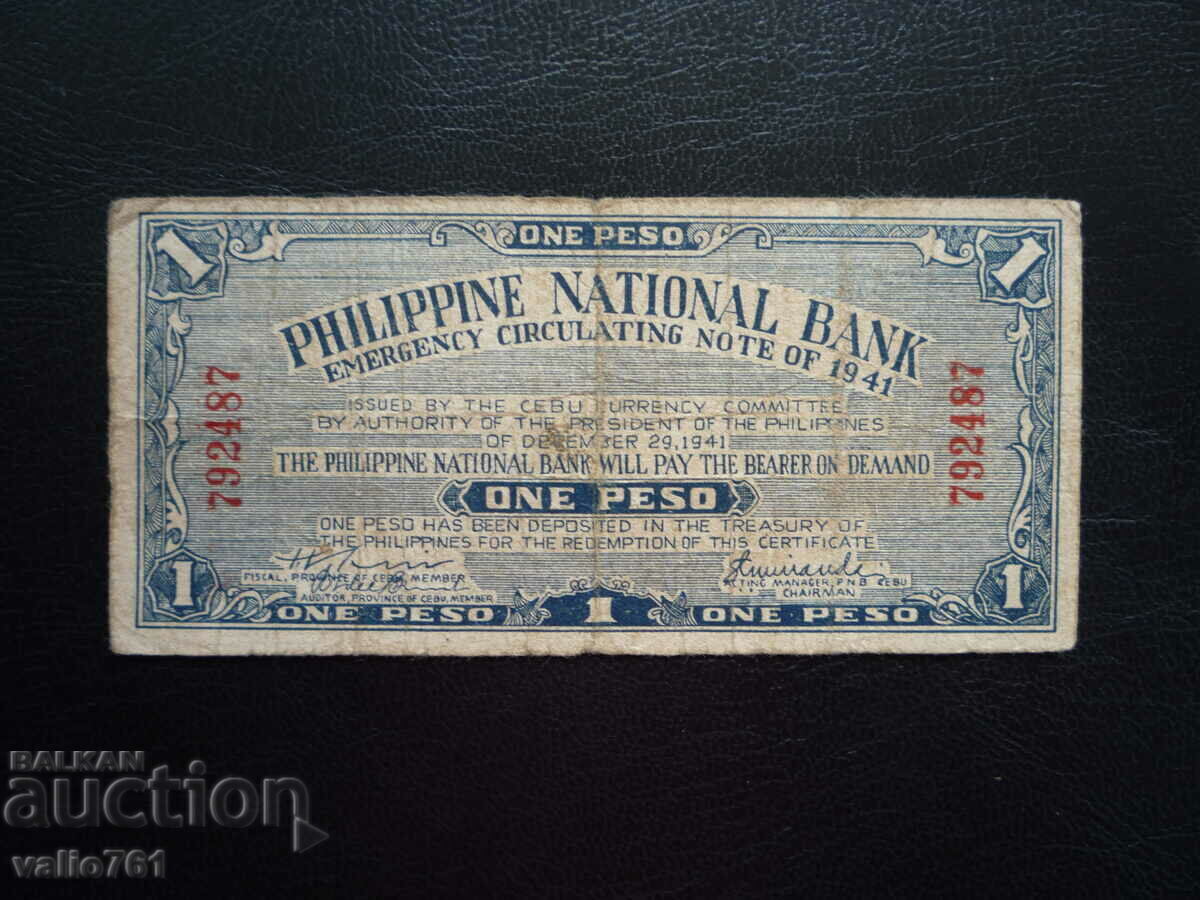 1 ONE PESO 1
PHILIPPINE NATIONAL BANK
EMERGENCY CIRCULATING NOTE OF 1941
792487
792487
ISSUED BY THE CEBU CURRENCY COMMITTEE
BY AUTHORITY OF THE PRESIDENT OF THE PHILIPPINES
OF DECEMBER 29, 1941
THE PHILIPPINE NATIONAL BANK WILL PAY THE BEARER ON DEMAND
ONE PESO
ONE PESO HAS BEEN DEPOSITED IN THE TREASURY OF
THE PHILIPPINES FOR THE REDEMPTION OF THIS CERTIFICATE
FISCAL, PROVINCE OF CEBU, MEMBER
AUDITOR, PROVINCE OF CEBU, MEMBER
ACTING MANAGER, P N B CEBU
CHAIRMAN
1 ONE PESO 1 ONE PESO 1
BALKAN
auction
valio761